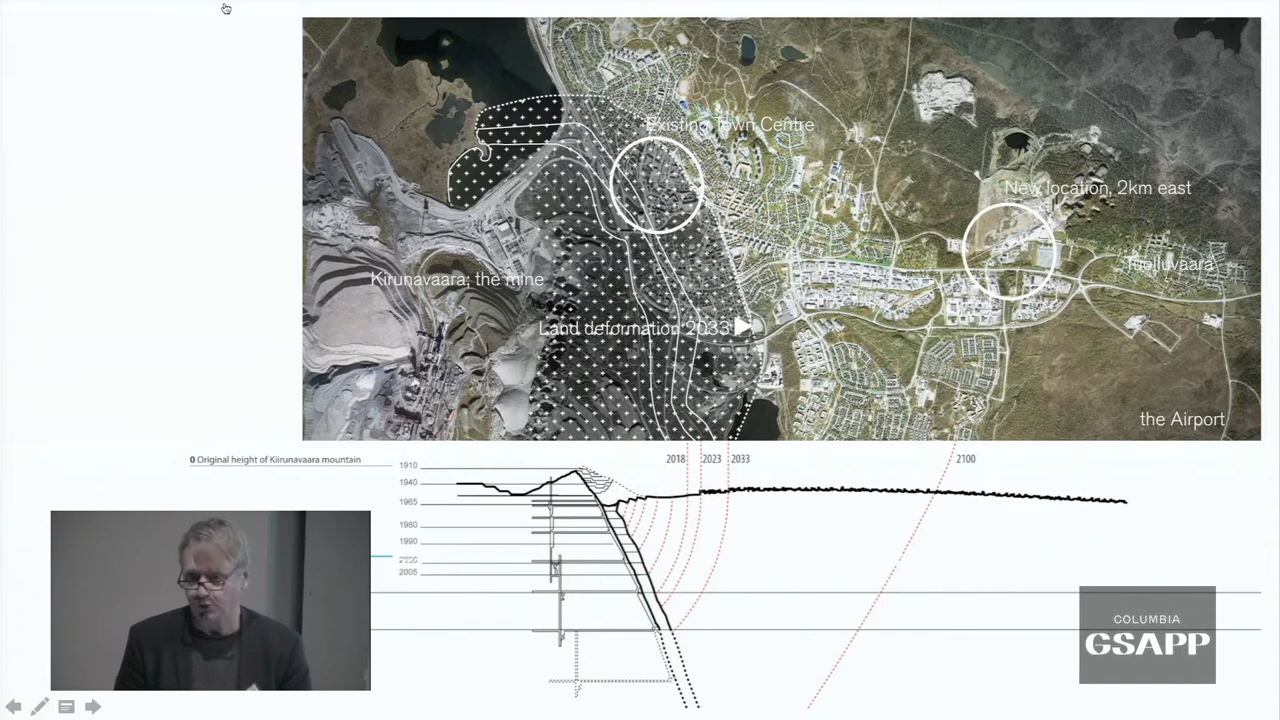 Existing Town Centre
New location, 2km east
Tuolluvaara
Kirunavaara; the mine
Land deformation 2033
the Airport
0 Original height of Kiirunavaara mountain
1910
2018
2023
2033
2100
1940
1965
1980
1990
2005
COLUMBIA
GSAPP